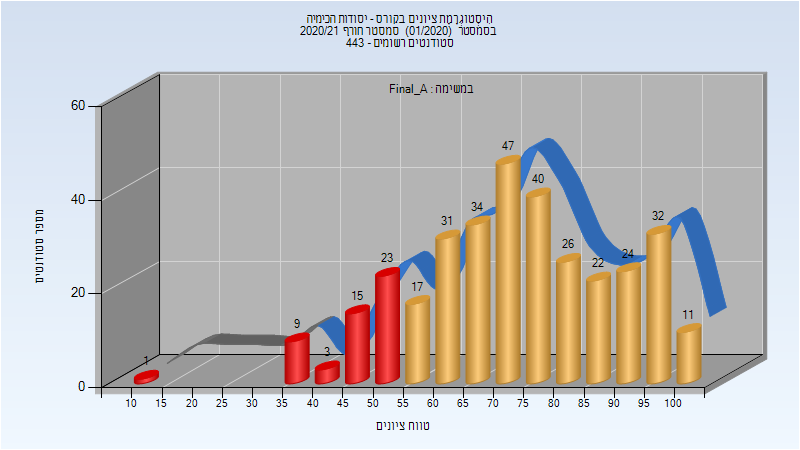 היסטוגרמת ציונים בקורס - יסודות הכימיה
בסמסטר (01/2020) סמסטר חורף 2020/21
סטודנטים רשומים - 443
במשימה : Final_A
60
40
20
0
מספר סטודנטים
1
9
3
15
23
17
31
34
47
40
26
22
24
32
11
10 15 20 25 30 35 40 45 50 55 60 65 70 75 80 85 90 95 100
טווח ציונים